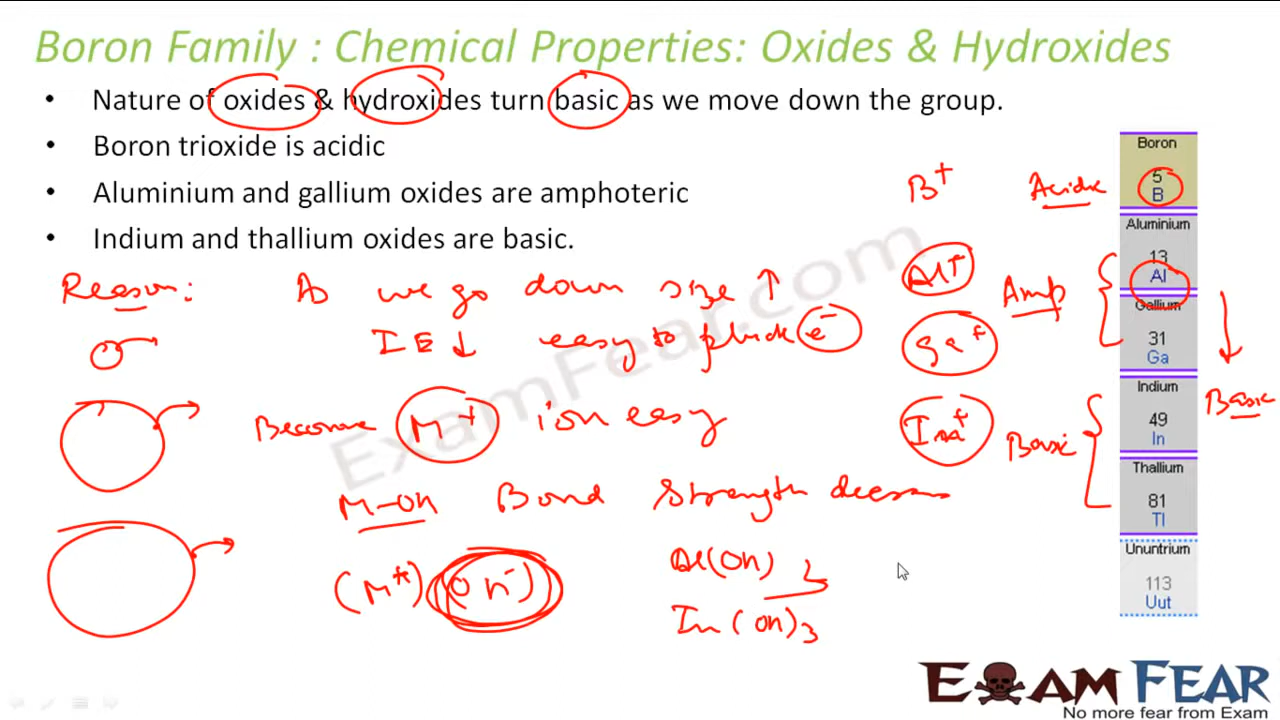 Boron Family : Chemical Properties: Oxides & Hydroxides
• Nature of oxides & hydroxides turn basic as we move down the group.
• Boron trioxide is acidic
• Aluminium and gallium oxides are amphoteric
• Indium and thallium oxides are basic.
Reason: As we go down size ↑
IE ↓ easy to pluck e⁻
Become M⁺ ion easy
M-OH Bond Strength decreases
(M⁺) (OH⁻)
Al(OH)3
In(OH)3
B⁺ Acidic
Al⁺
Ga⁺ Amp
Basic
Basic
Boron
5
B
Aluminium
13
Al
Gallium
31
Ga
Indium
49
In
Thallium
81
Tl
Ununtrium
113
Uut
ExamFear.com
EXAM FEAR
No more fear from Exam